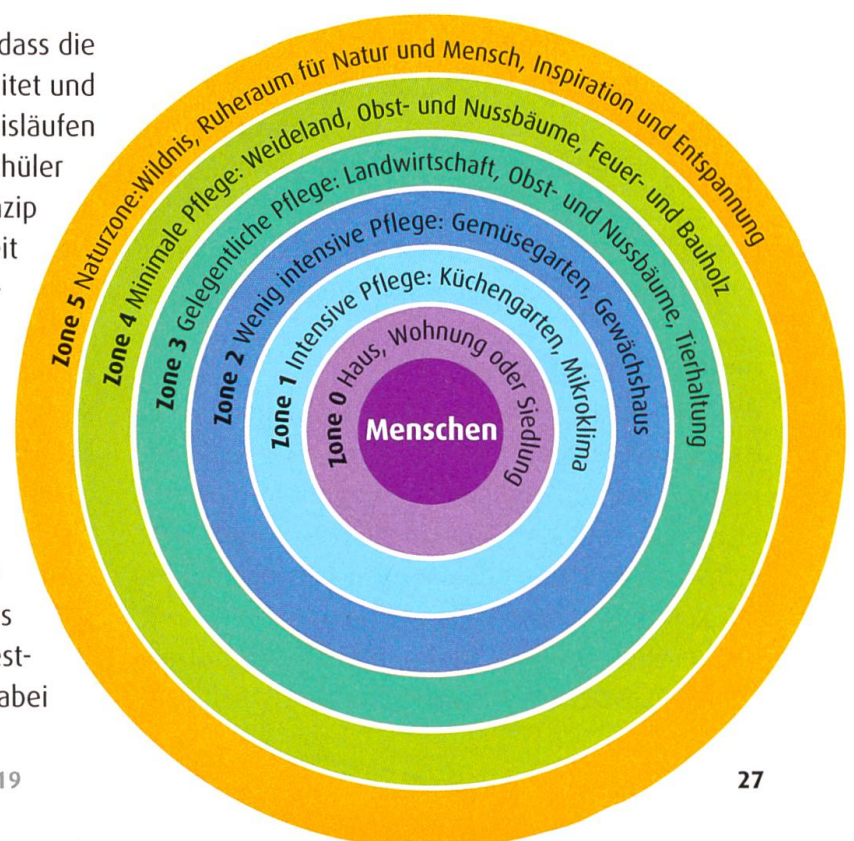 dass die
itet und
isläufen
hüler
zip
it
s
st-
abei
Zone 5 Naturzone:Wildnis, Ruheraum für Natur und Mensch, Inspiration und Entspannung
Zone 4 Minimale Pflege: Weideland, Obst- und Nussbäume, Feuer- und Bauholz
Zone 3 Gelegentliche Pflege: Landwirtschaft, Obst- und Nussbäume, Tierhaltung
Zone 2 Wenig intensive Pflege: Gemüsegarten, Gewächshaus
Zone 1 Intensive Pflege: Küchengarten, Mikroklima
Zone 0 Haus, Wohnung oder Siedlung
Menschen
19
27